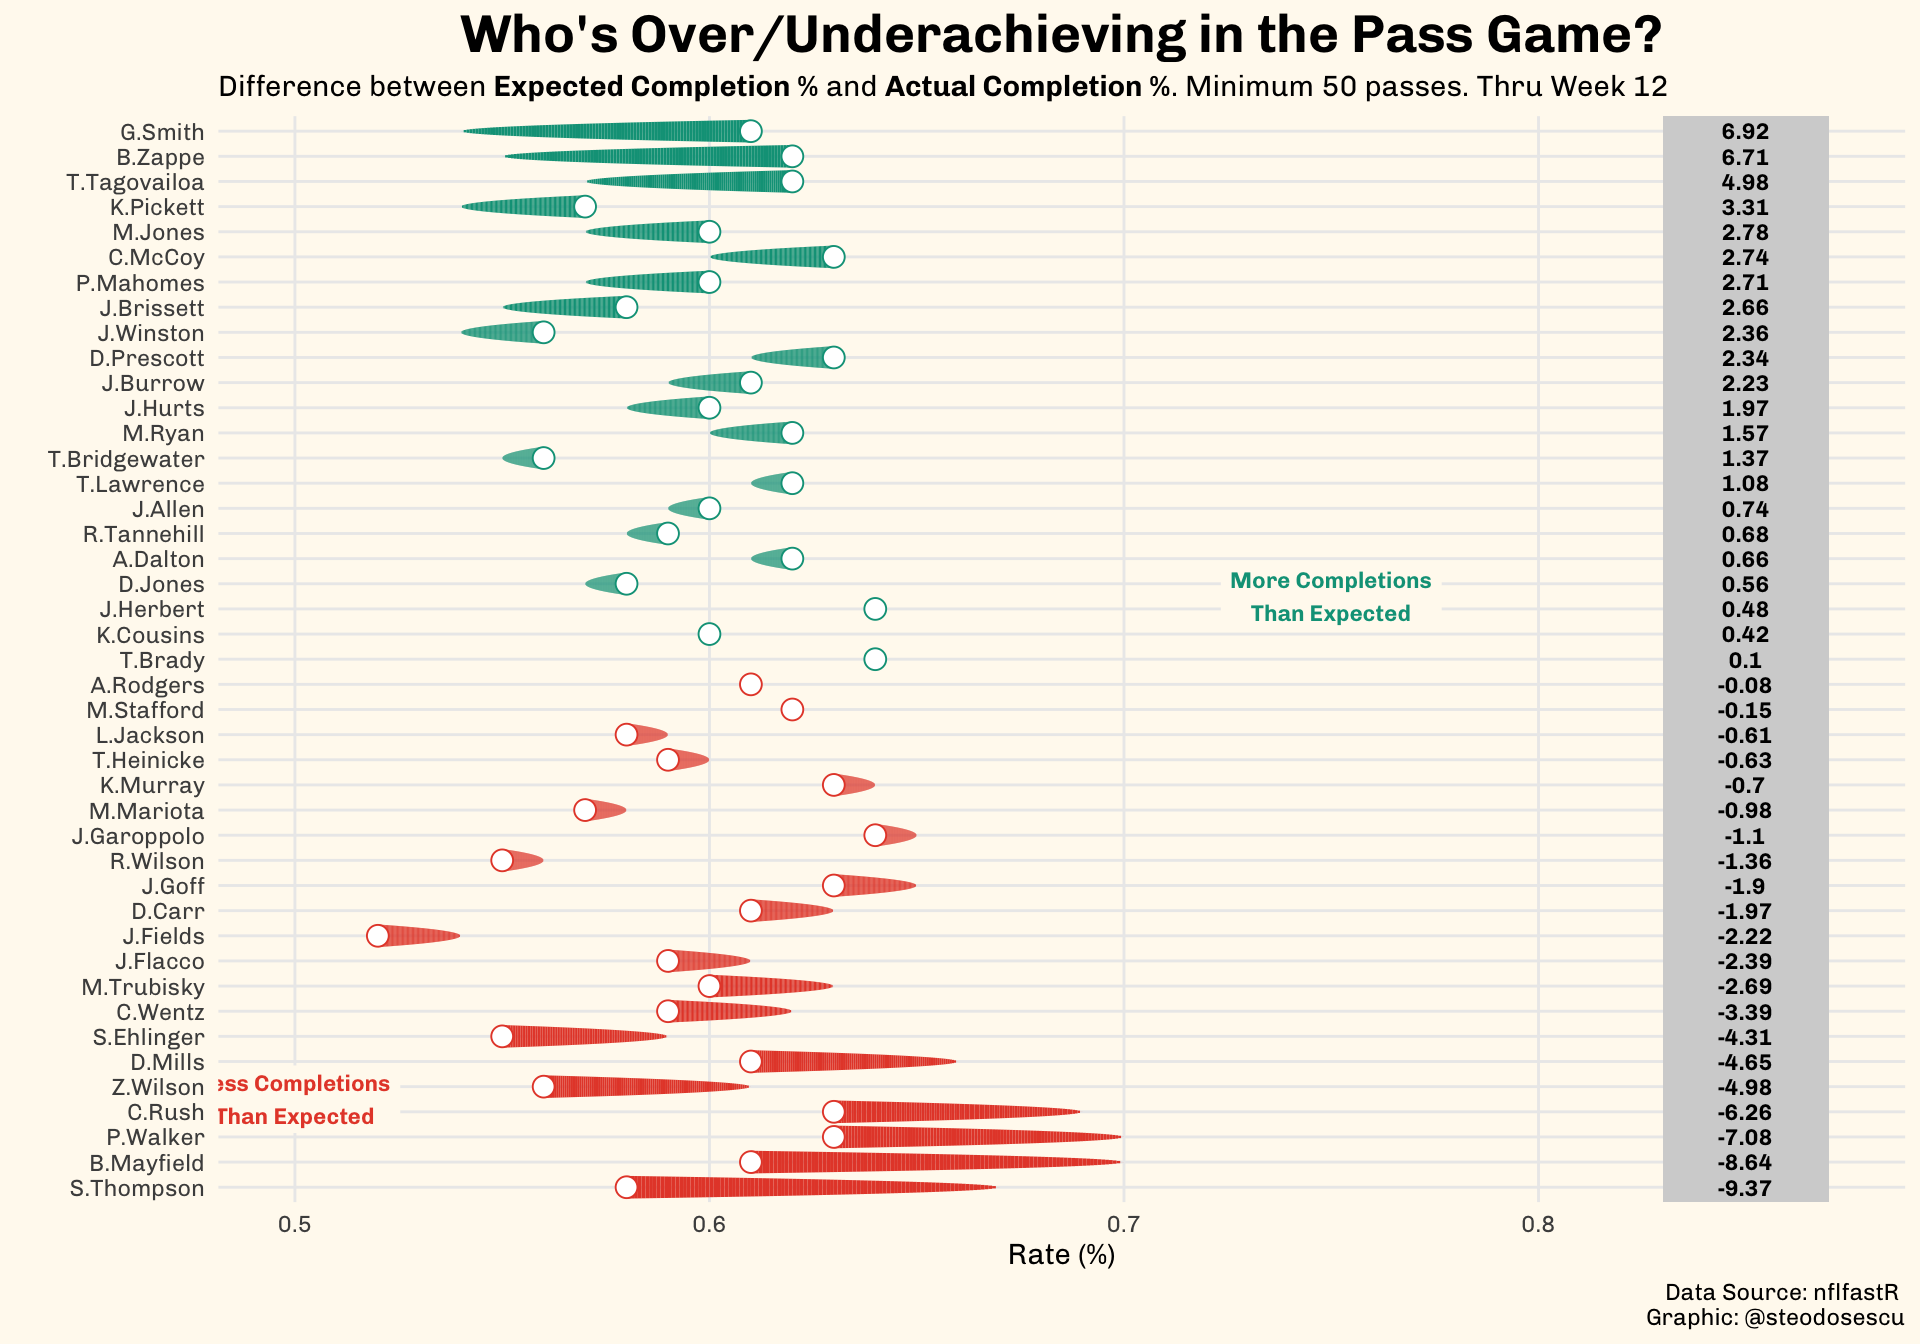 Who's Over/Underachieving in the Pass Game?
Difference between Expected Completion % and Actual Completion %. Minimum 50 passes. Thru Week 12
G.Smith 6.92
B.Zappe 6.71
T.Tagovailoa 4.98
K.Pickett 3.31
M.Jones 2.78
C.McCoy 2.74
P.Mahomes 2.71
J.Brissett 2.66
J.Winston 2.36
D.Prescott 2.34
J.Burrow 2.23
J.Hurts 1.97
M.Ryan 1.57
T.Bridgewater 1.37
T.Lawrence 1.08
J.Allen 0.74
R.Tannehill 0.68
A.Dalton 0.66
D.Jones 0.56
More Completions
Than Expected
J.Herbert 0.48
K.Cousins 0.42
T.Brady 0.1
A.Rodgers -0.08
M.Stafford -0.15
L.Jackson -0.61
T.Heinicke -0.63
K.Murray -0.7
M.Mariota -0.98
J.Garoppolo -1.1
R.Wilson -1.36
J.Goff -1.9
D.Carr -1.97
J.Fields -2.22
J.Flacco -2.39
M.Trubisky -2.69
C.Wentz -3.39
S.Ehlinger -4.31
D.Mills -4.65
Z.Wilson -4.98
ess Completions
Than Expected
C.Rush -6.26
P.Walker -7.08
B.Mayfield -8.64
S.Thompson -9.37
0.5 0.6 0.7 0.8
Rate (%)
Data Source: nflfastR
Graphic: @steodosescu